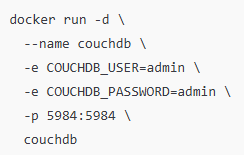 docker run -d \
  --name couchdb \
  -e COUCHDB_USER=admin \
  -e COUCHDB_PASSWORD=admin \
  -p 5984:5984 \
  couchdb